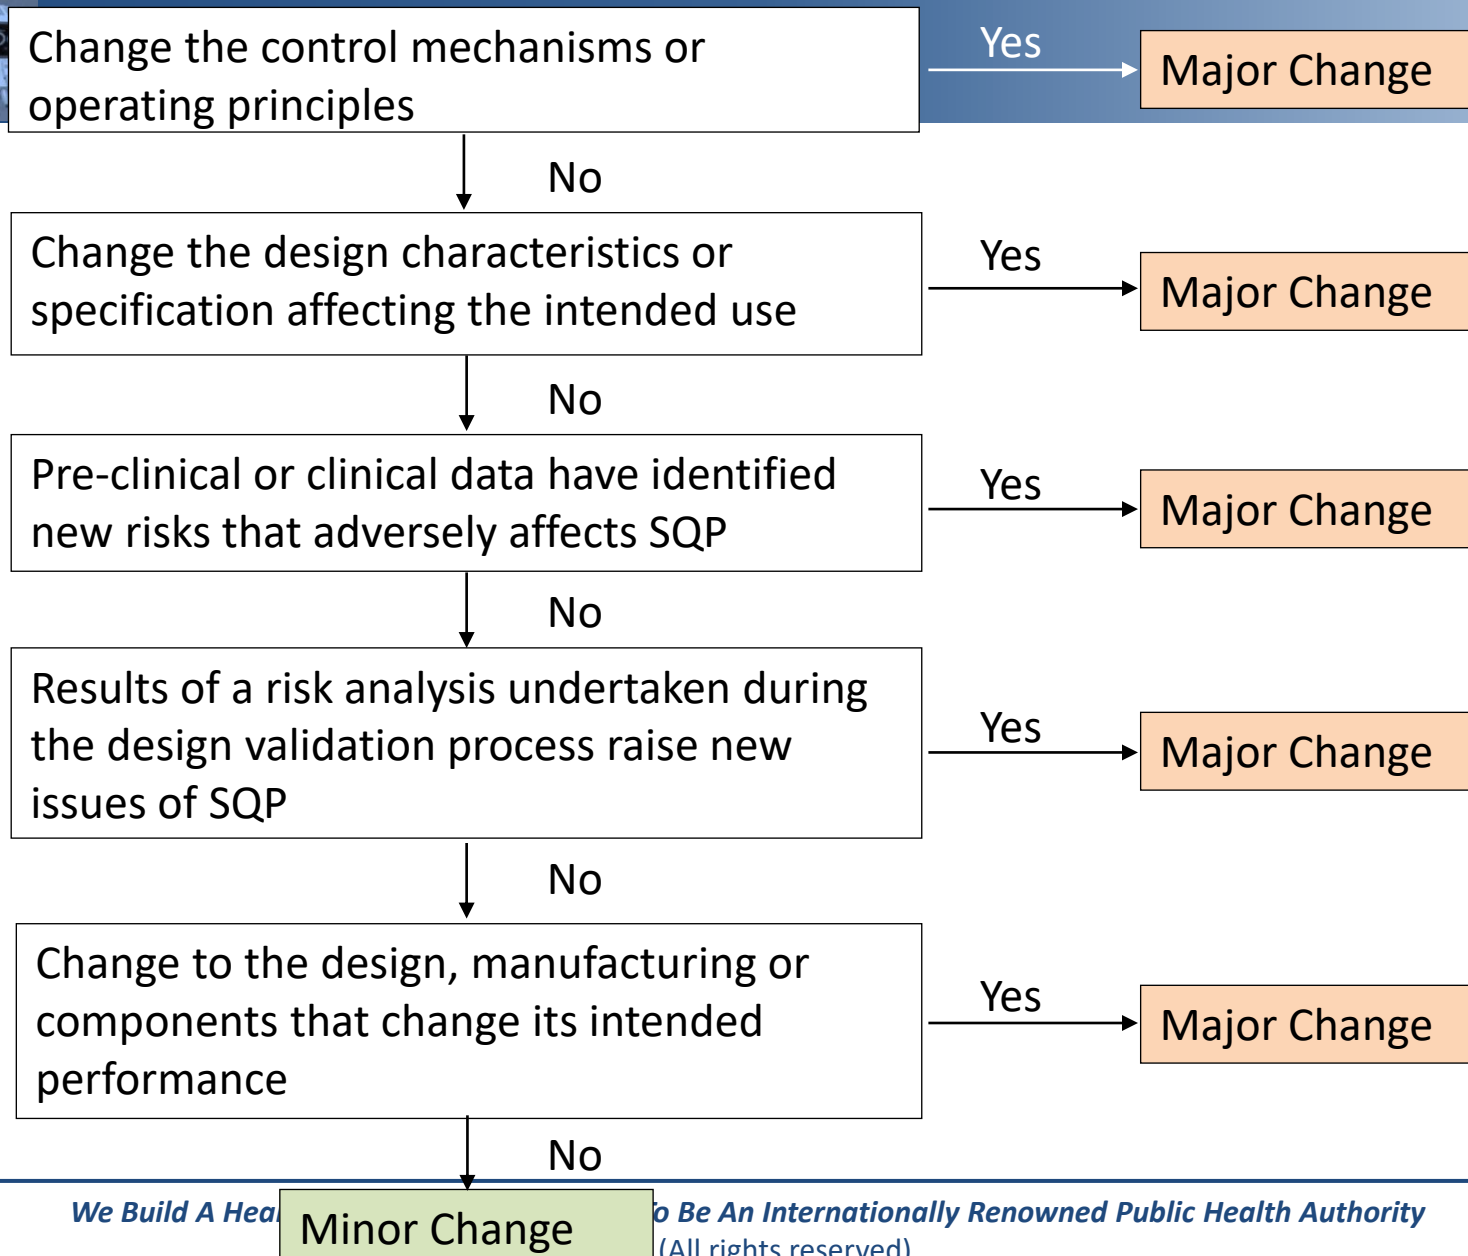 Change the control mechanisms or
operating principles
Yes
Major Change
No
Change the design characteristics or
specification affecting the intended use
Yes
Major Change
No
Pre-clinical or clinical data have identified
new risks that adversely affects SQP
Yes
Major Change
No
Results of a risk analysis undertaken during
the design validation process raise new
issues of SQP
Yes
Major Change
No
Change to the design, manufacturing or
components that change its intended
performance
Yes
Major Change
No
We Build A Be An Internationally Renowned Public Health Authority
Minor Change
(All rights reserved)